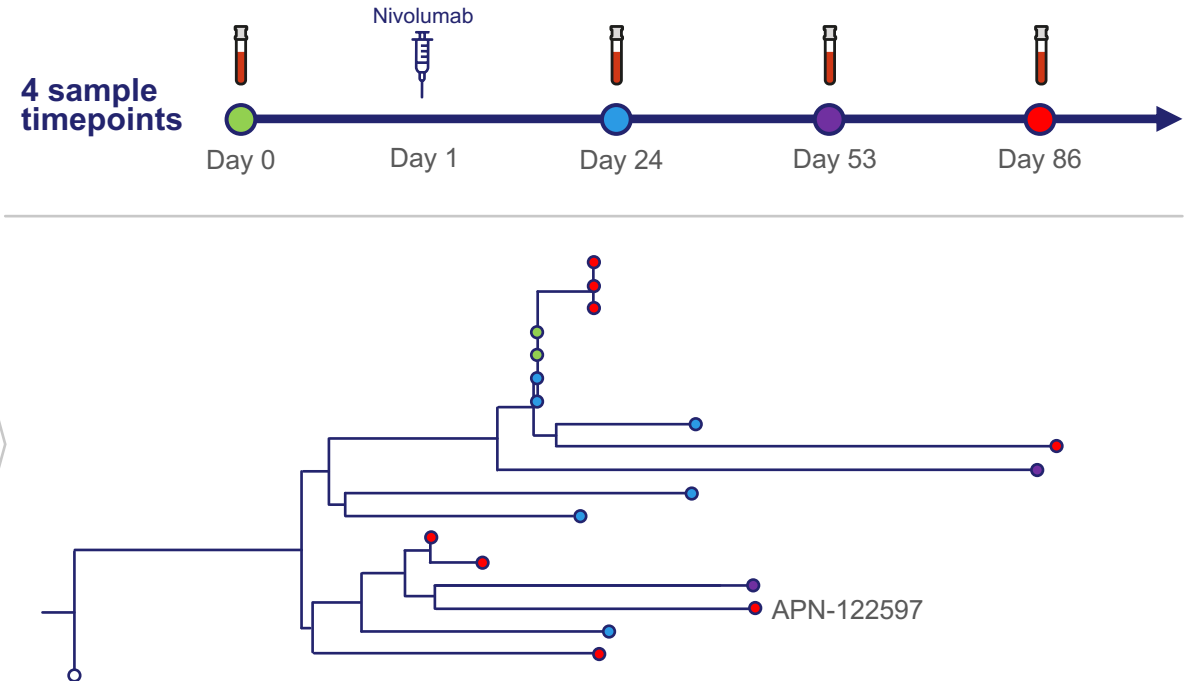 Nivolumab
4 sample
timepoints
Day 0
Day 1
Day 24
Day 53
Day 86
APN-122597